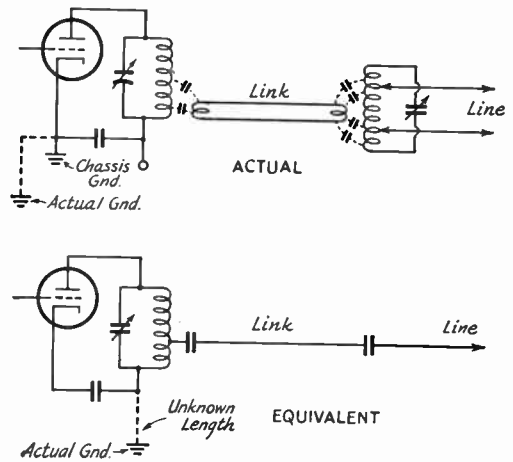 Link
Line
Chassis
Gnd.
Actual Gnd.
ACTUAL
Link
Line
Unknown
Length
EQUIVALENT
Actual Gnd.